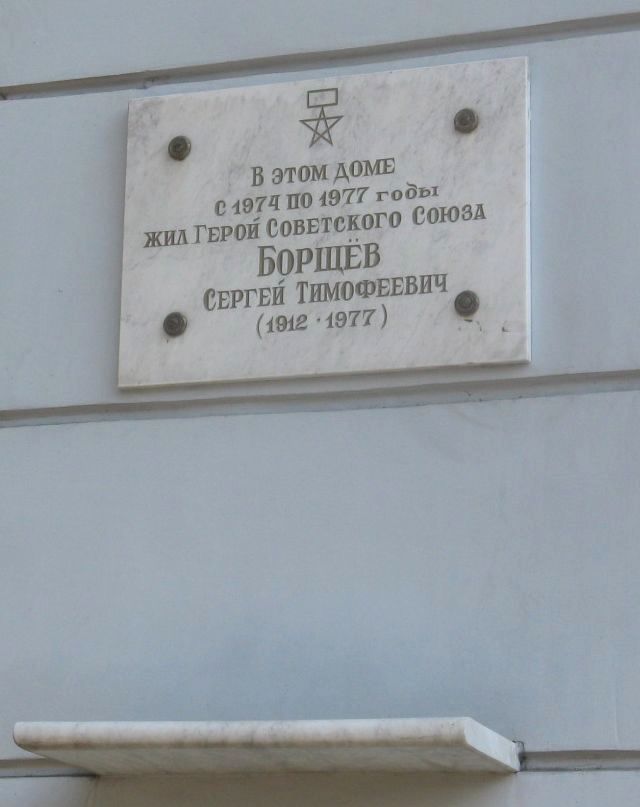 В ЭТОМ ДОМЕ
С 1974 ПО 1977 ГОДЫ
ЖИЛ ГЕРОЙ СОВЕТСКОГО СОЮЗА
БОРЩЁВ
СЕРГЕЙ ТИМОФЕЕВИЧ
(1912 · 1977)